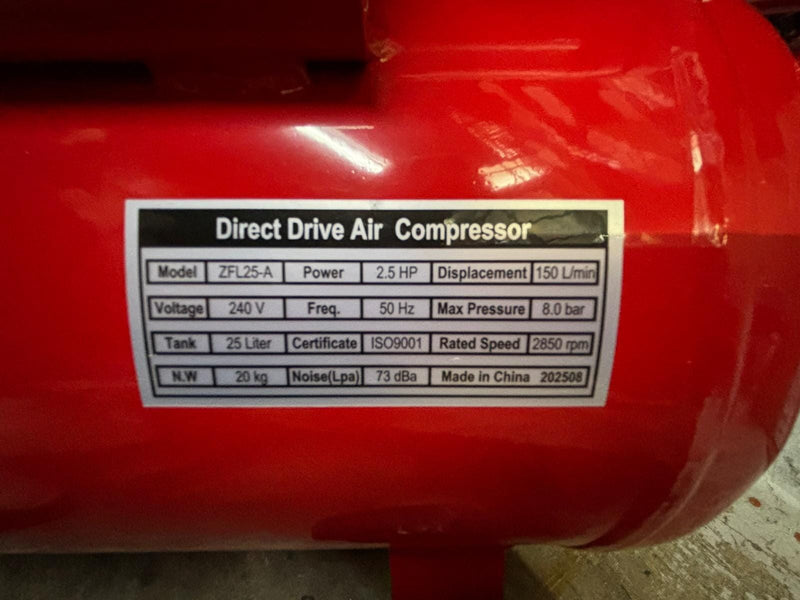 Direct Drive Air Compressor
Model ZFL25-A Power 2.5 HP Displacement 150 L/min
Voltage 240 V Freq. 50 Hz Max Pressure 8.0 bar
Tank 25 Liter Certificate ISO9001 Rated Speed 2850 rpm
N.W 20 kg Noise(Lpa) 73 dBa Made in China 202508